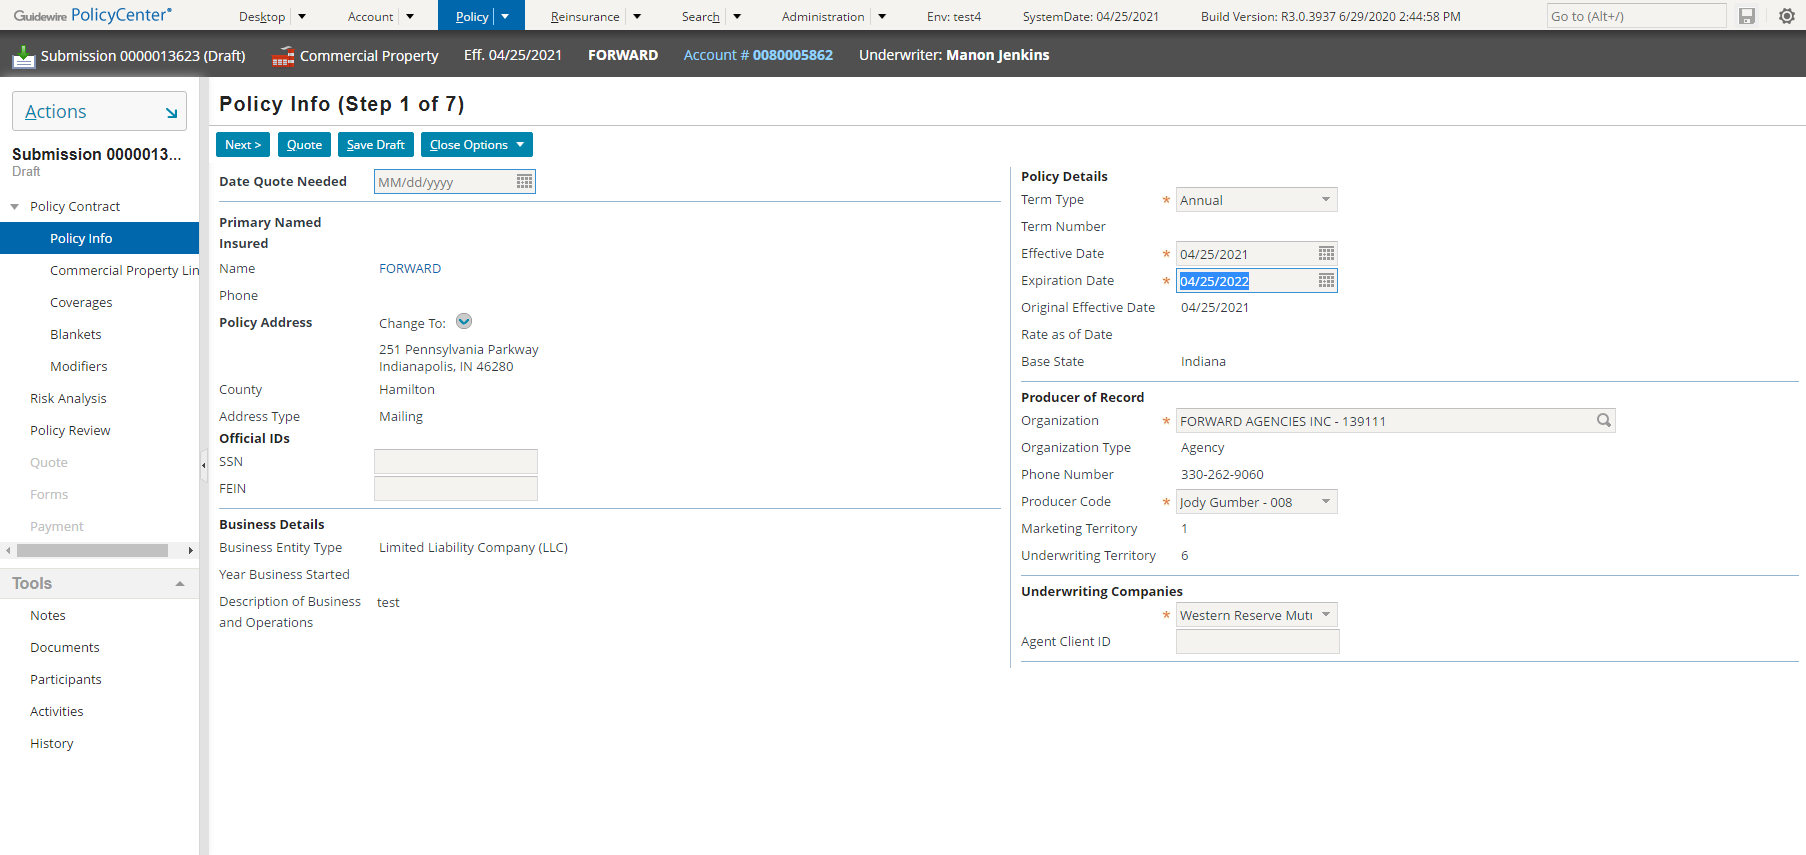 Guidewire PolicyCenter®
Desktop
Account
Policy
Reinsurance
Search
Administration
Env: test4
SystemDate: 04/25/2021
Build Version: R3.0.3937 6/29/2020 2:44:58 PM
Go to (Alt+/)
Submission 0000013623 (Draft)
Commercial Property
Eff. 04/25/2021
FORWARD
Account # 0080005862
Underwriter: Manon Jenkins
Actions
Submission 0000013...
Draft
Policy Contract
Policy Info
Commercial Property Lin
Coverages
Blankets
Modifiers
Risk Analysis
Policy Review
Quote
Forms
Payment
Tools
Notes
Documents
Participants
Activities
History
Policy Info (Step 1 of 7)
Next >
Quote
Save Draft
Close Options
Date Quote Needed
MM/dd/yyyy
Primary Named
Insured
Name FORWARD
Phone
Policy Address Change To:
251 Pennsylvania Parkway
Indianapolis, IN 46280
County Hamilton
Address Type Mailing
Official IDs
SSN
FEIN
Business Details
Business Entity Type Limited Liability Company (LLC)
Year Business Started
Description of Business test
and Operations
Policy Details
Term Type * Annual
Term Number
Effective Date * 04/25/2021
Expiration Date * 04/25/2022
Original Effective Date 04/25/2021
Rate as of Date
Base State Indiana
Producer of Record
Organization * FORWARD AGENCIES INC - 139111
Organization Type Agency
Phone Number 330-262-9060
Producer Code * Jody Gumber - 008
Marketing Territory 1
Underwriting Territory 6
Underwriting Companies
* Western Reserve Mutu
Agent Client ID